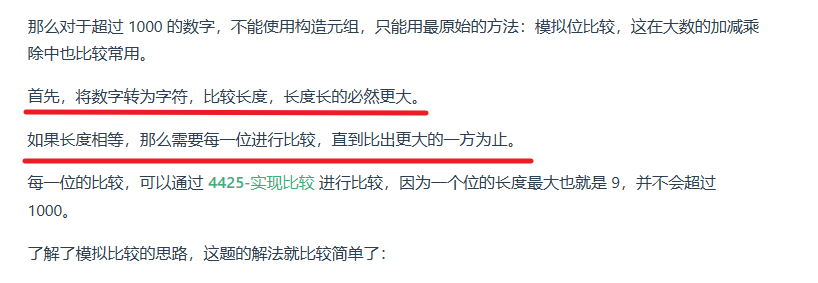 那么对于超过 1000 的数字，不能使用构造元组，只能用最原始的方法：模拟位比较，这在大数的加减乘
除中也比较常用。
首先，将数字转为字符，比较长度，长度长的必然更大。
如果长度相等，那么需要每一位进行比较，直到比出更大的一方为止。
每一位的比较，可以通过 4425-实现比较 进行比较，因为一个位的长度最大也就是 9，并不会超过
1000。
了解了模拟比较的思路，这题的解法就比较简单了：